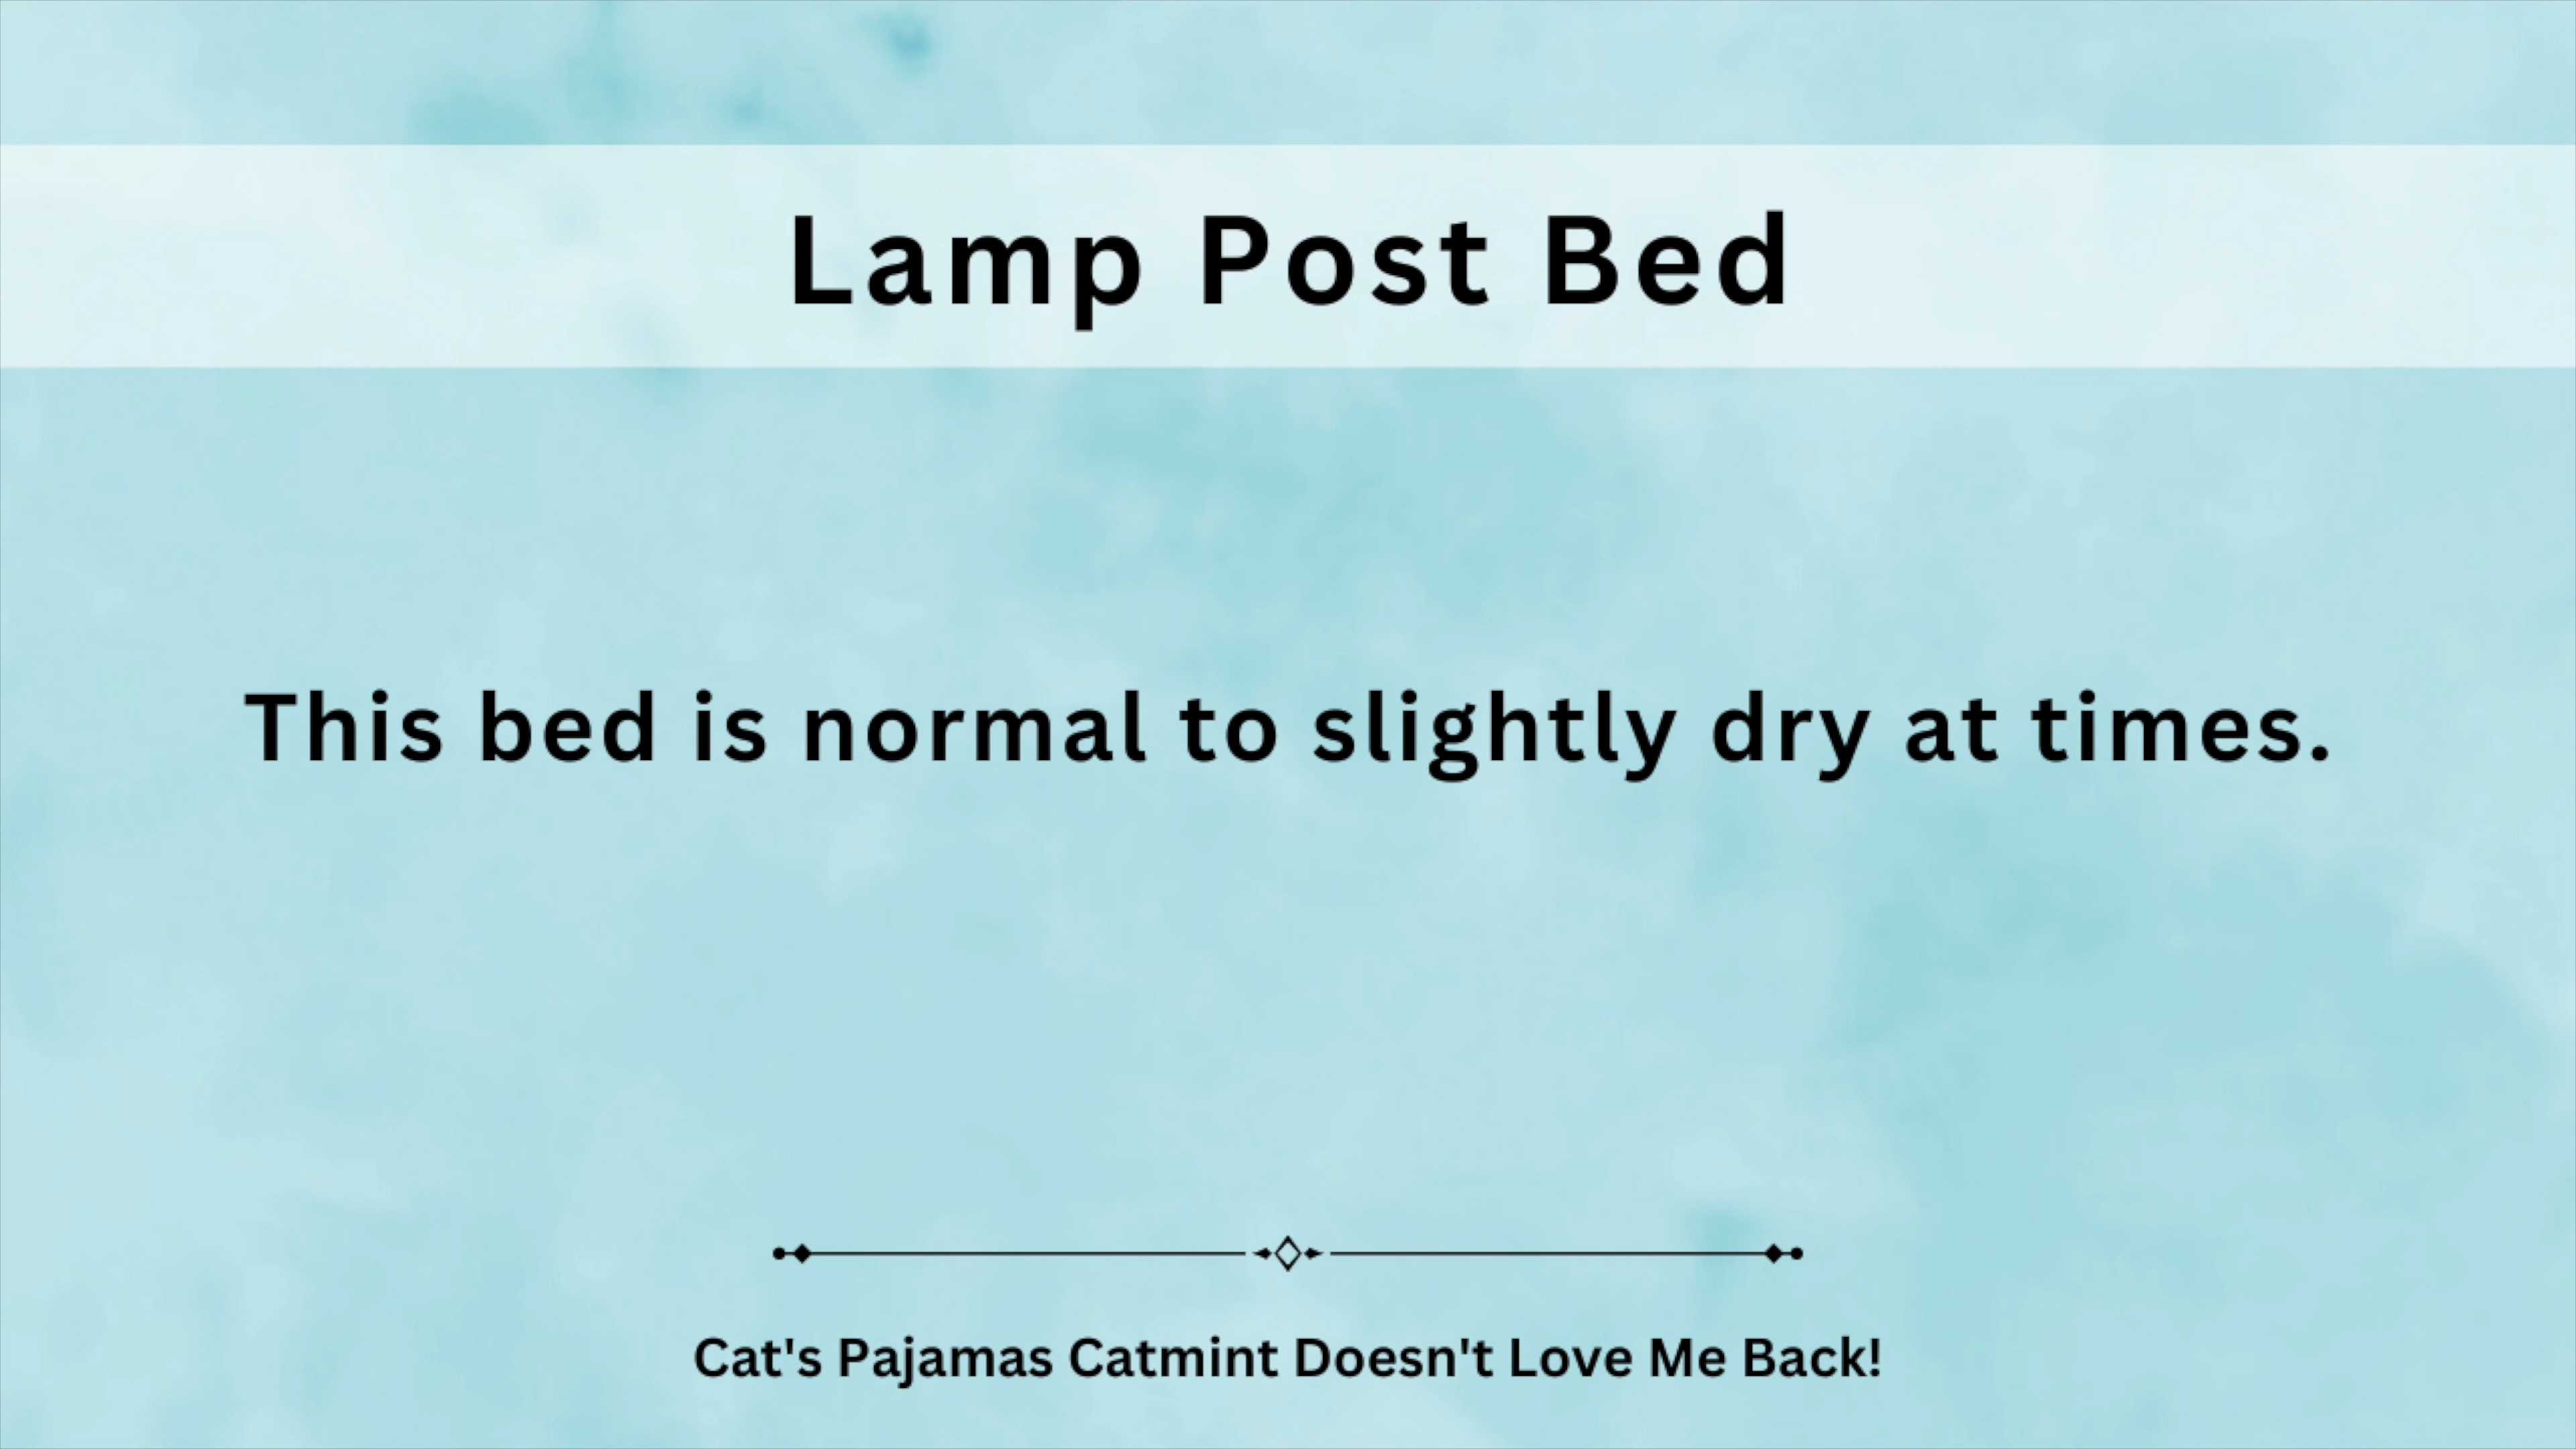 Lamp Post Bed
This bed is normal to slightly dry at times.
Cat's Pajamas Catmint Doesn't Love Me Back!